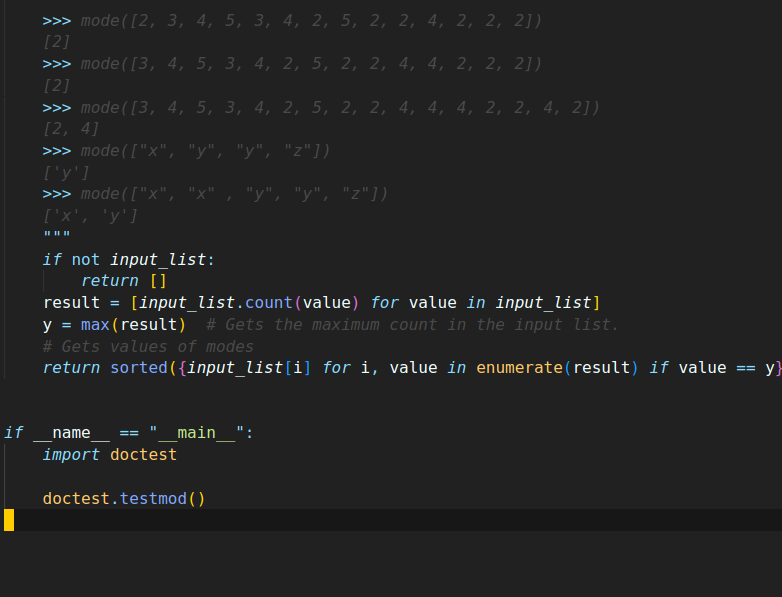 >>> mode([2, 3, 4, 5, 3, 4, 2, 5, 2, 2, 4, 2, 2, 2])
[2]
>>> mode([3, 4, 5, 3, 4, 2, 5, 2, 2, 4, 4, 2, 2, 2])
[2]
>>> mode([3, 4, 5, 3, 4, 2, 5, 2, 2, 4, 4, 4, 2, 2, 4, 2])
[2, 4]
>>> mode(["x", "y", "y", "z"])
['y']
>>> mode(["x", "x" , "y", "y", "z"])
['x', 'y']
"""
if not input_list:
return []
result = [input_list.count(value) for value in input_list]
y = max(result)  # Gets the maximum count in the input list.
# Gets values of modes
return sorted({input_list[i] for i, value in enumerate(result) if value == y}
if __name__ == "__main__":
import doctest
doctest.testmod()